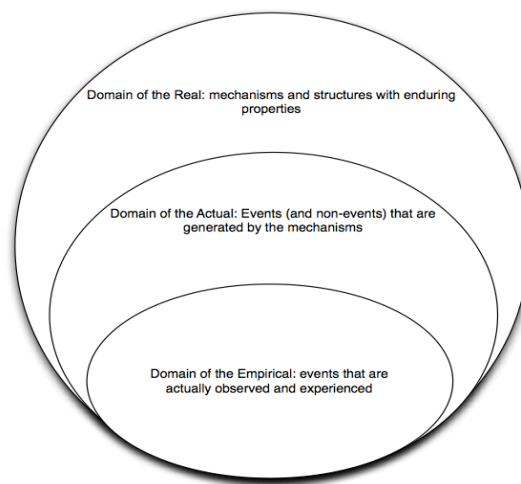 Domain of the Real: mechanisms and structures with enduring
properties
Domain of the Actual: Events (and non-events) that are
generated by the mechanisms
Domain of the Empirical: events that are
actually observed and experienced